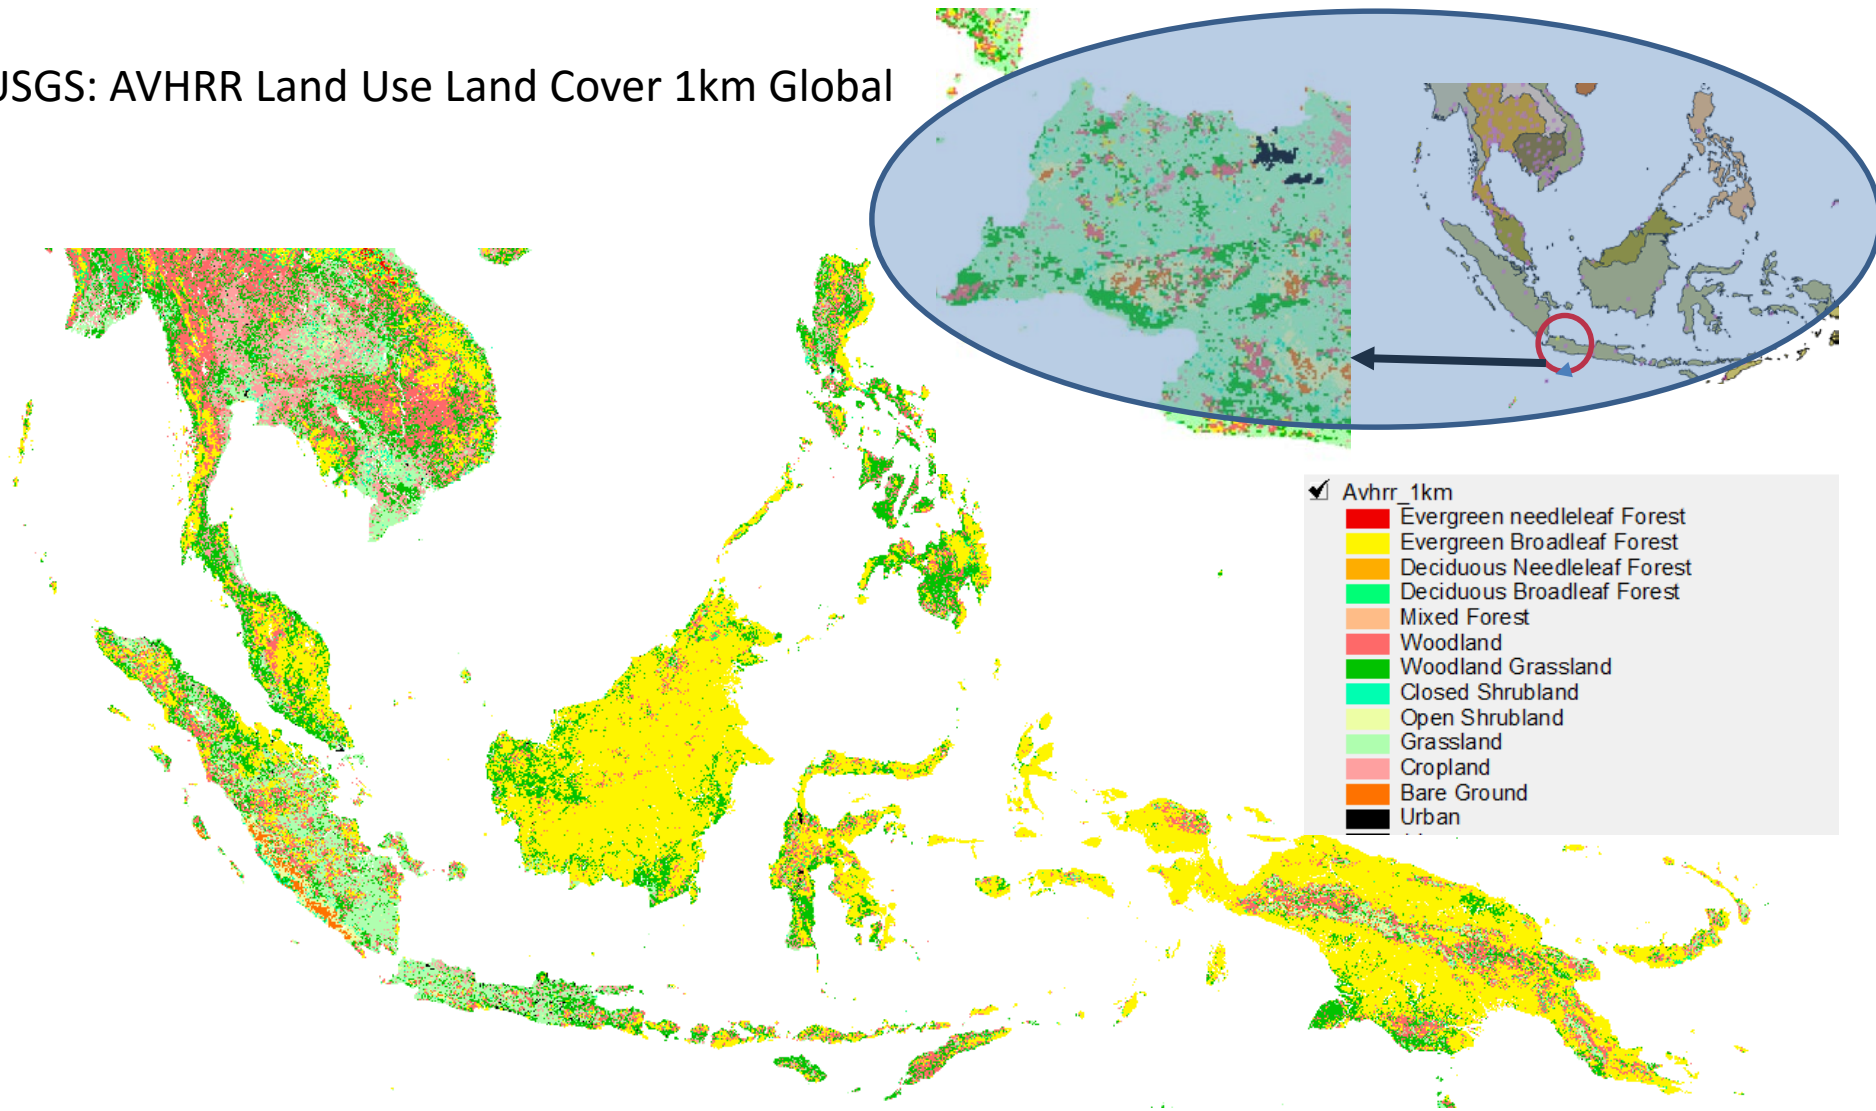 USGS: AVHRR Land Use Land Cover 1km Global
Avhrr_1km
Evergreen needleleaf Forest
Evergreen Broadleaf Forest
Deciduous Needleleaf Forest
Deciduous Broadleaf Forest
Mixed Forest
Woodland
Woodland Grassland
Closed Shrubland
Open Shrubland
Grassland
Cropland
Bare Ground
Urban